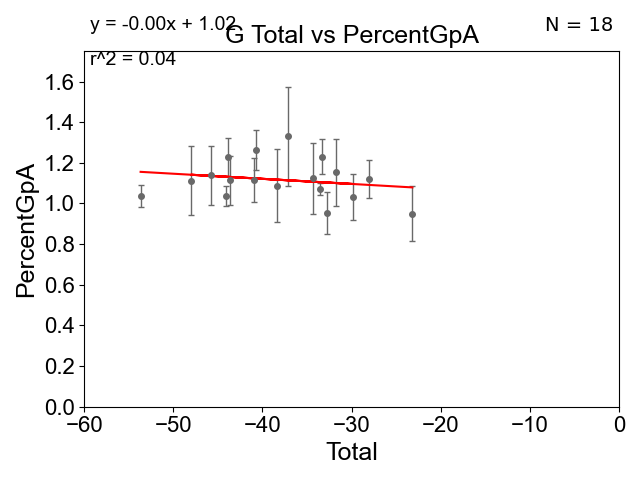 y = -0.00x + 1.02
N = 18
G Total vs PercentGpA
r^2 = 0.04
PercentGpA
1.6
1.4
1.2
1.0
0.8
0.6
0.4
0.2
0.0
−60 −50 −40 −30 −20 −10 0
Total